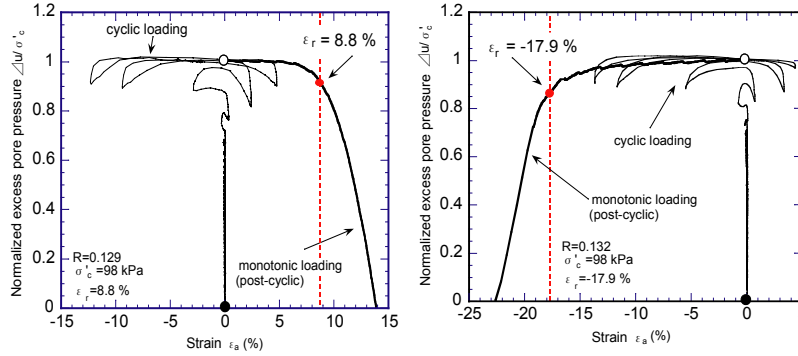 cyclic loading
ε r = 8.8 %
Normalized excess pore pressure ⊿u/σ'c
1.2
1
0.8
0.6
0.4
0.2
0
monotonic loading
(post-cyclic)
R=0.129
σ'c =98 kPa
ε r =8.8 %
-15
-10
-5
0
5
10
15
Strain εa (%)
ε r = -17.9 %
Normalized excess pore pressure ⊿u/σ'c
1.2
1
0.8
0.6
0.4
0.2
0
cyclic loading
monotonic loading
(post-cyclic)
R=0.132
σ'c =98 kPa
ε r=-17.9 %
-25
-20
-15
-10
-5
0
Strain εa (%)